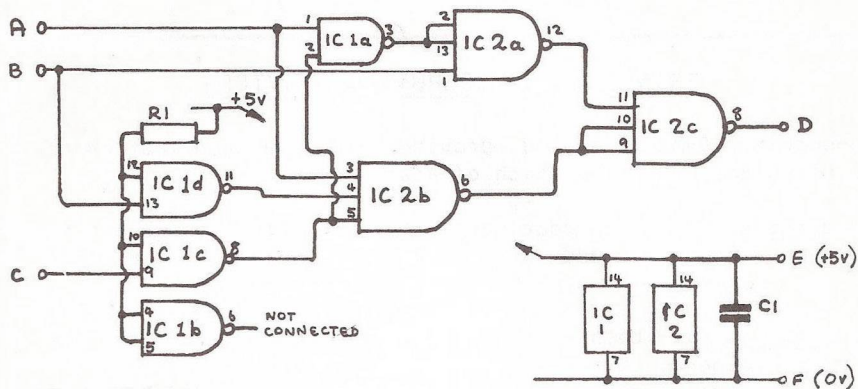 A
B
C
D
E (+5v)
F (0v)
R1
+5v
1
2
3
IC 1a
2
13
1
12
IC 2a
11
10
9
8
IC 2c
12
13
11
IC 1d
3
4
5
6
IC 2b
10
9
8
IC 1c
4
5
6
IC 1b
NOT
CONNECTED
14
IC
1
7
14
IC
2
7
C1